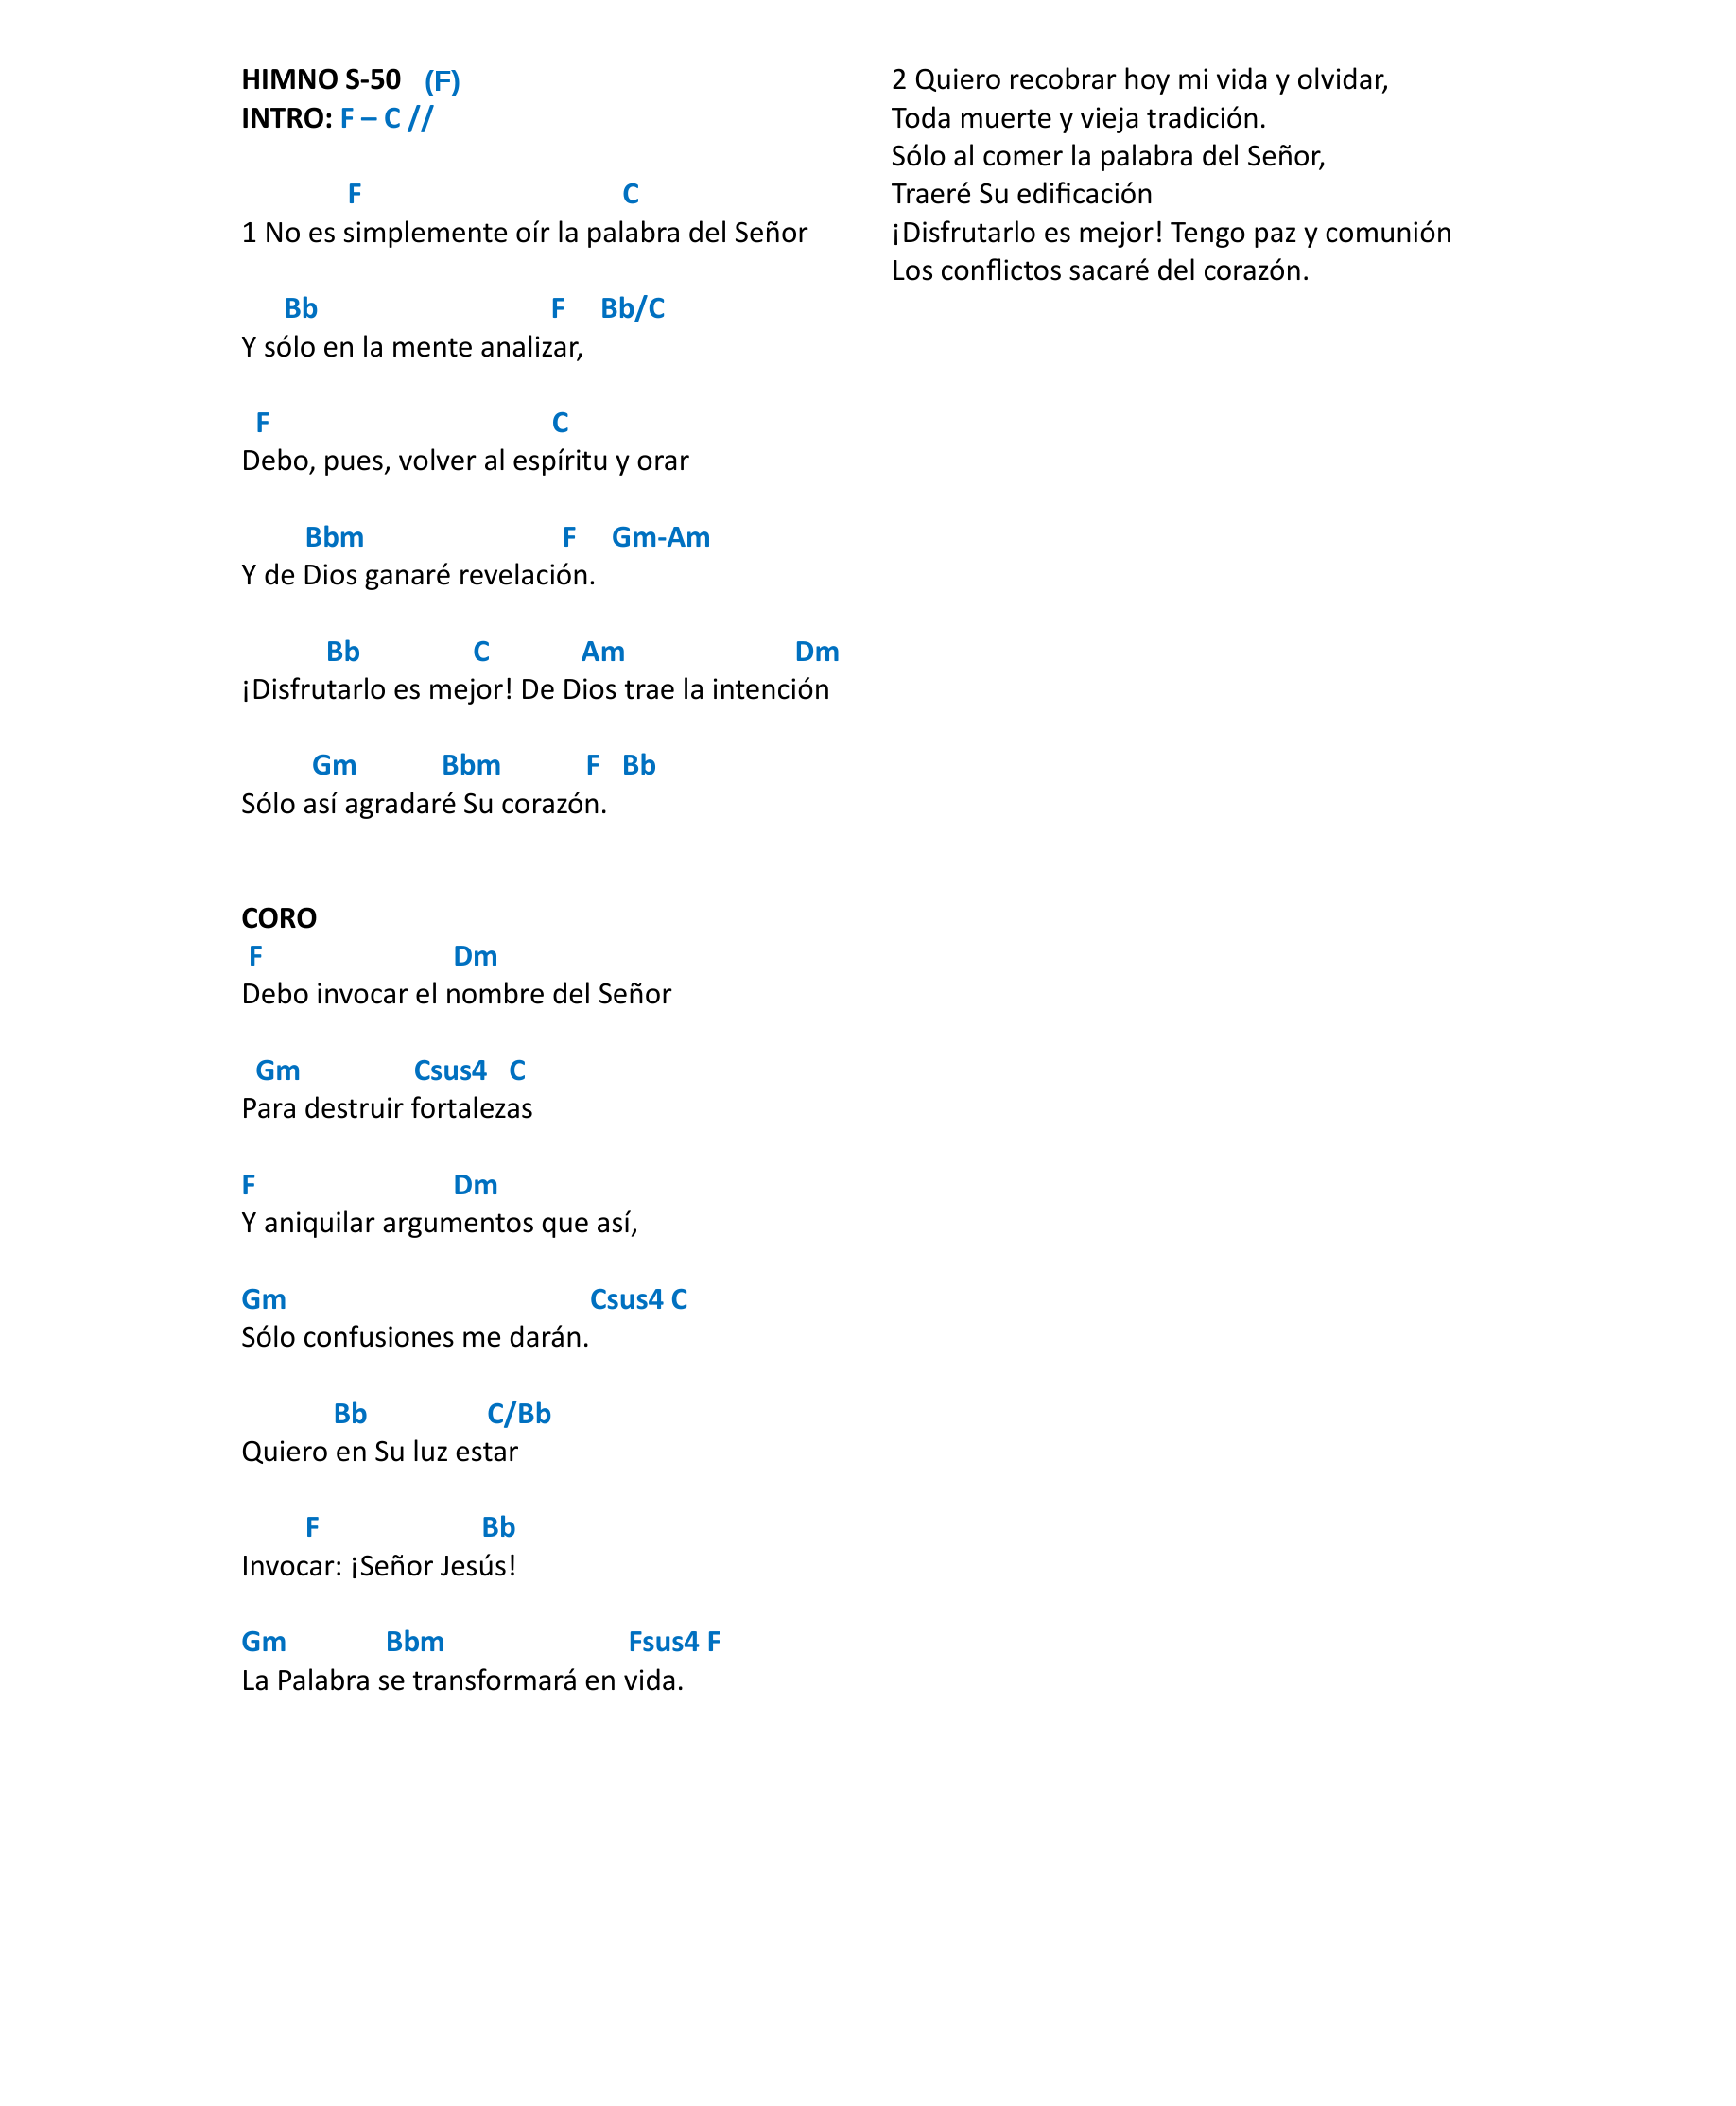 HIMNO S-50 (F)
INTRO: F – C //
F C
1 No es simplemente oír la palabra del Señor
Bb F Bb/C
Y sólo en la mente analizar,
F C
Debo, pues, volver al espíritu y orar
Bbm F Gm-Am
Y de Dios ganaré revelación.
Bb C Am Dm
¡Disfrutarlo es mejor! De Dios trae la intención
Gm Bbm F Bb
Sólo así agradaré Su corazón.
CORO
F Dm
Debo invocar el nombre del Señor
Gm Csus4 C
Para destruir fortalezas
F Dm
Y aniquilar argumentos que así,
Gm Csus4 C
Sólo confusiones me darán.
Bb C/Bb
Quiero en Su luz estar
F Bb
Invocar: ¡Señor Jesús!
Gm Bbm Fsus4 F
La Palabra se transformará en vida.
2 Quiero recobrar hoy mi vida y olvidar,
Toda muerte y vieja tradición.
Sólo al comer la palabra del Señor,
Traeré Su edificación
¡Disfrutarlo es mejor! Tengo paz y comunión
Los conflictos sacaré del corazón.